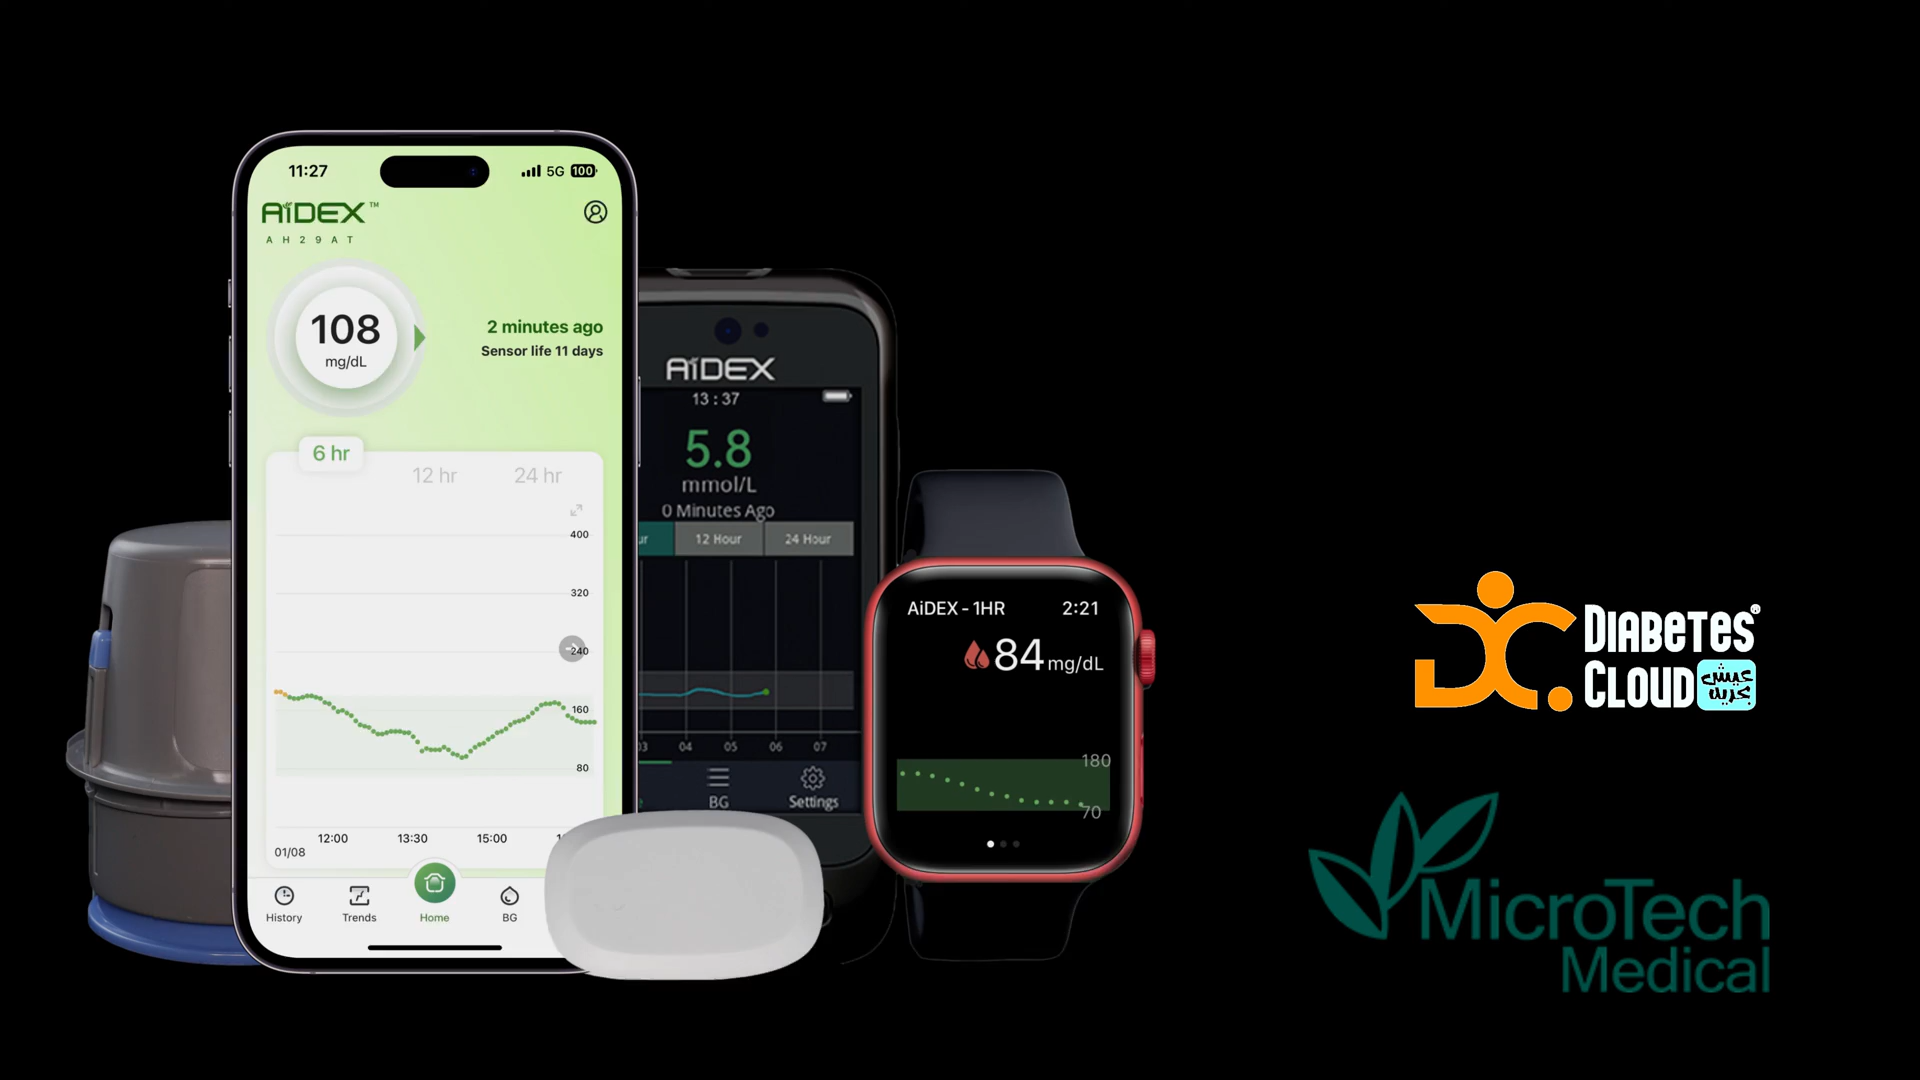 11:27
5G 100
AiDEX™
AH29AT
108
mg/dL
2 minutes ago
Sensor life 11 days
6 hr
12 hr
24 hr
400
320
240
160
80
12:00
13:30
15:00
01/08
History
Trends
Home
BG
AiDEX
13:37
5.8
mmol/L
0 Minutes Ago
12 Hour
24 Hour
04
05
06
07
BG
Settings
AiDEX - 1HR
2:21
84 mg/dL
180
70
DIABETES®
CLOUD
عيش
بحرية
MicroTech
Medical